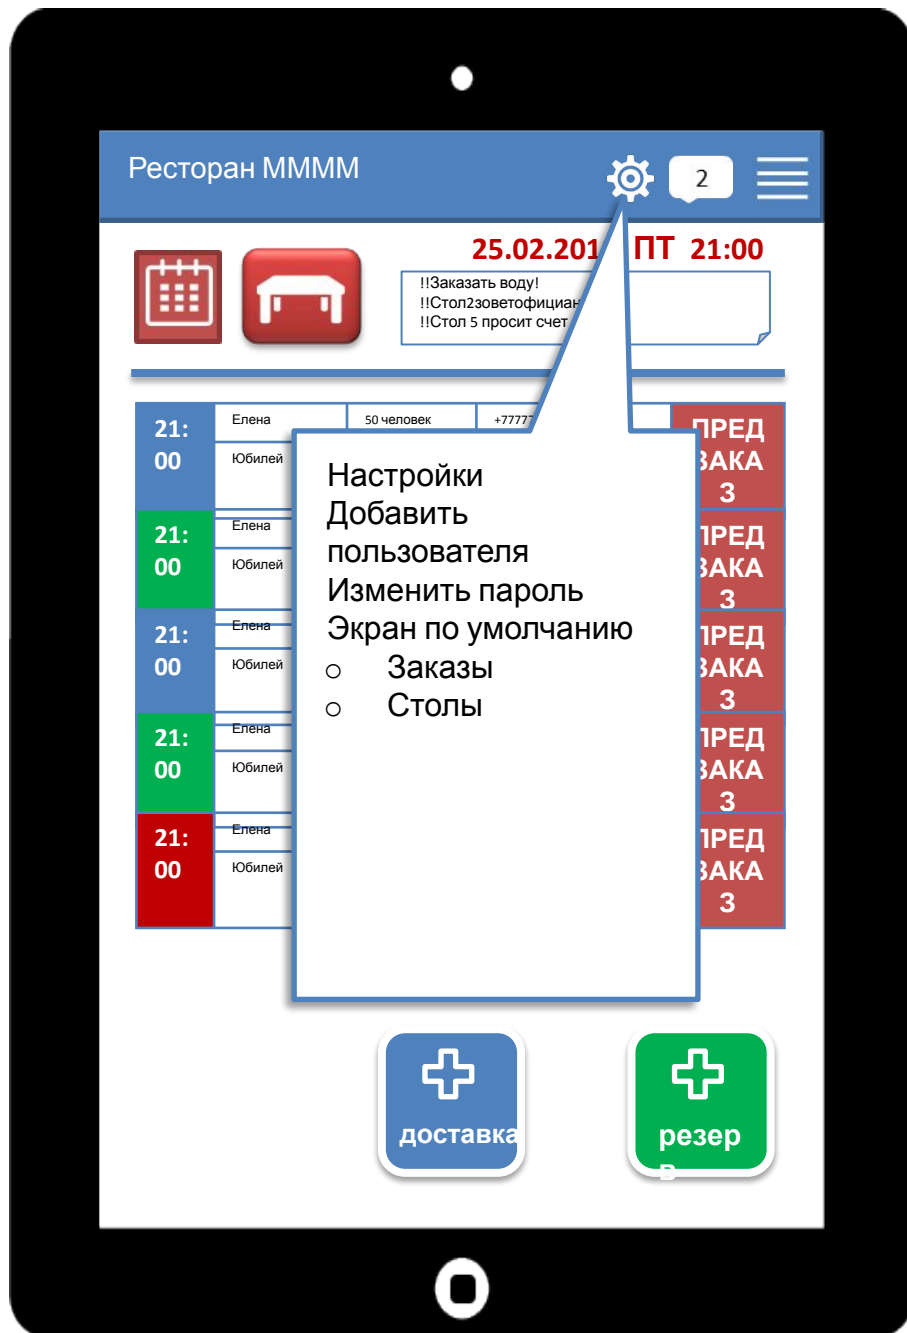 Ресторан ММММ
2
25.02.201 ПТ 21:00
!!Заказать воду!
!!Стол2зоветофициан
!!Стол 5 просит счет
21:
00
Елена
50 человек
+77777
Юбилей
ПРЕД
ЗАКА
З
21:
00
Елена
Юбилей
ПРЕД
ЗАКА
З
21:
00
Елена
Юбилей
ПРЕД
ЗАКА
З
21:
00
Елена
Юбилей
ПРЕД
ЗАКА
З
21:
00
Елена
Юбилей
ПРЕД
ЗАКА
З
Настройки
Добавить
пользователя
Изменить пароль
Экран по умолчанию
o Заказы
o Столы
доставка
резер
в